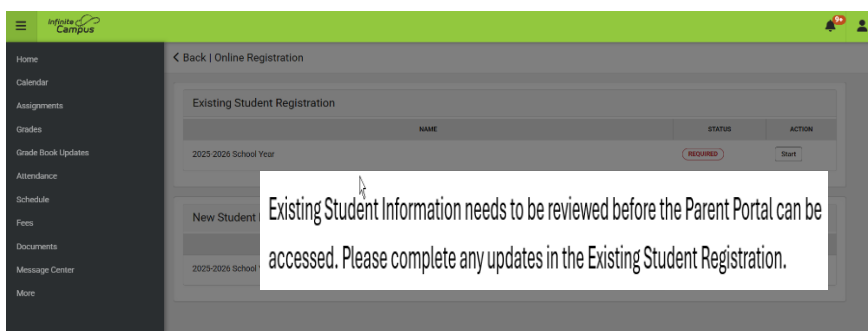 Infinite Campus
9+
Home
Calendar
Assignments
Grades
Grade Book Updates
Attendance
Schedule
Fees
Documents
Message Center
More
Back | Online Registration
Existing Student Registration
NAME STATUS ACTION
2025-2026 School Year REQUIRED Start
New Student
2025-2026 School
Existing Student Information needs to be reviewed before the Parent Portal can be
accessed. Please complete any updates in the Existing Student Registration.